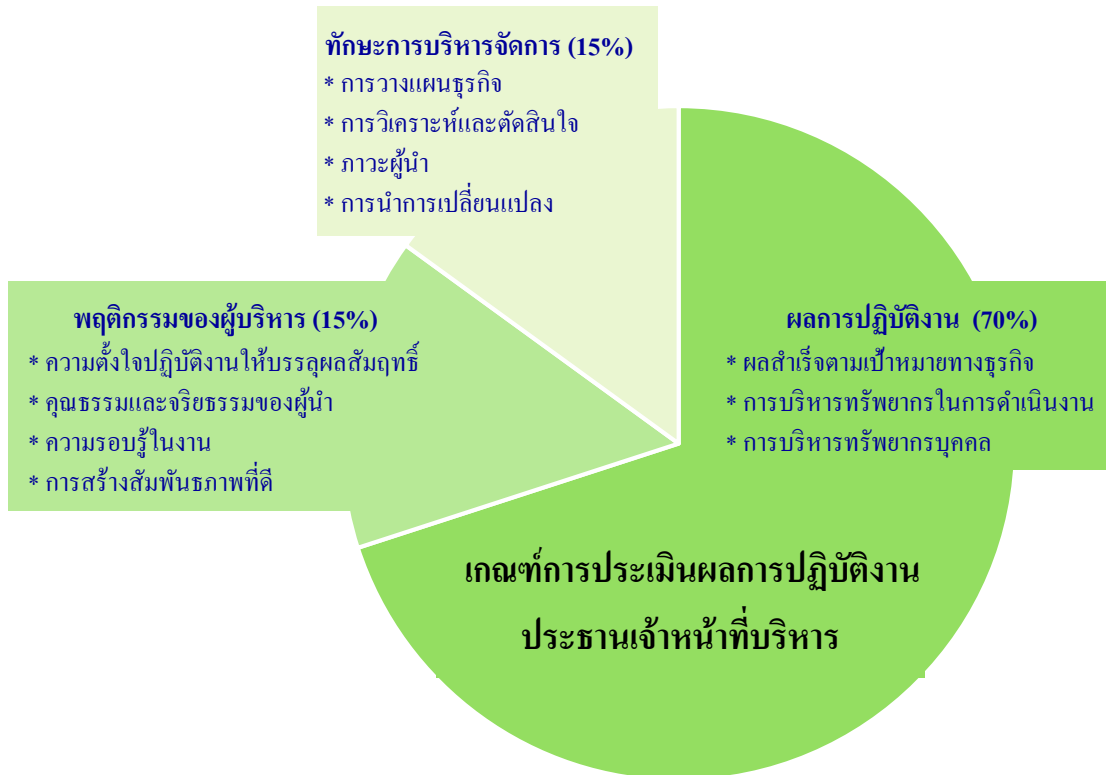 ทักษะการบริหารจัดการ (15%)
* การวางแผนธุรกิจ
* การวิเคราะห์และตัดสินใจ
* ภาวะผู้นำ
* การนำการเปลี่ยนแปลง
พฤติกรรมของผู้บริหาร (15%)
* ความตั้งใจปฏิบัติงานให้บรรลุผลสัมฤทธิ์
* คุณธรรมและจริยธรรมของผู้นำ
* ความรอบรู้ในงาน
* การสร้างสัมพันธภาพที่ดี
ผลการปฏิบัติงาน (70%)
* ผลสำเร็จตามเป้าหมายทางธุรกิจ
* การบริหารทรัพยากรในการดำเนินงาน
* การบริหารทรัพยากรบุคคล
เกณฑ์การประเมินผลการปฏิบัติงาน
ประธานเจ้าหน้าที่บริหาร